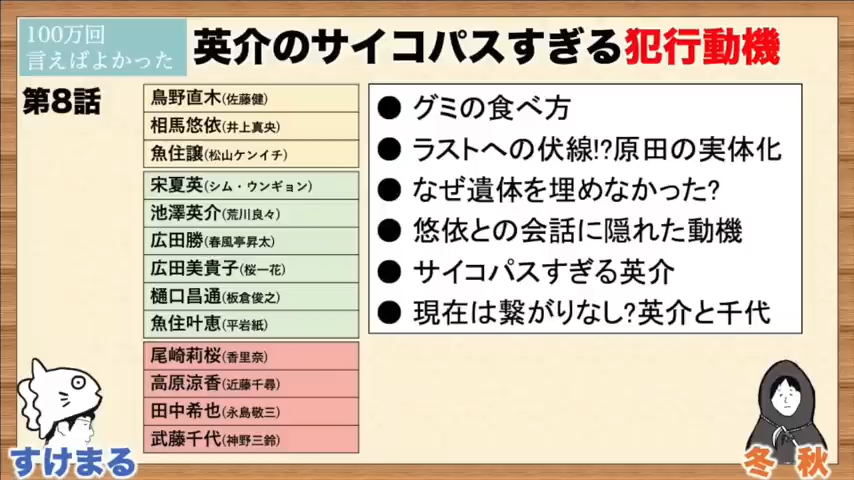 100万回
言えばよかった
英介のサイコパスすぎる犯行動機
第8話
鳥野直木(佐藤健)
相馬悠依(井上真央)
魚住譲(松山ケンイチ)
宋夏英(シム・ウンギョン)
池澤英介(荒川良々)
広田勝(春風亭昇太)
広田美貴子(桜一花)
樋口昌通(板倉俊之)
魚住叶恵(平岩紙)
尾崎莉桜(香里奈)
高原涼香(近藤千尋)
田中希也(永島敬三)
武藤千代(神野三鈴)
● グミの食べ方
● ラストへの伏線!?原田の実体化
● なぜ遺体を埋めなかった?
● 悠依との会話に隠れた動機
● サイコパスすぎる英介
● 現在は繋がりなし?英介と千代
すけまる
冬 秋